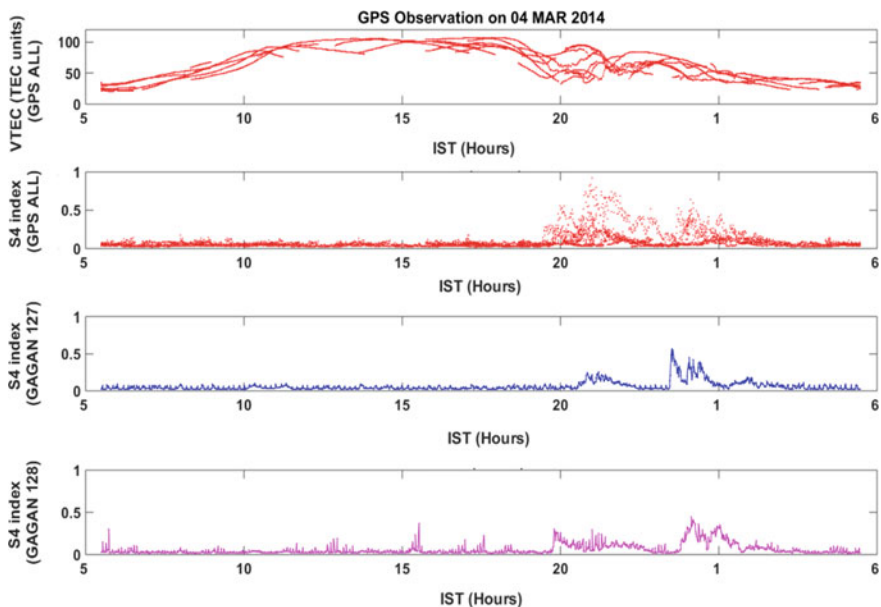 GPS Observation on 04 MAR 2014
VTEC (TEC units)
(GPS ALL)
100
50
0
5 10 15 20 1 6
IST (Hours)
S4 index
(GPS ALL)
1
0.5
0
5 10 15 20 1 6
IST (Hours)
S4 index
(GAGAN 127)
1
0.5
0
5 10 15 20 1 6
IST (Hours)
S4 index
(GAGAN 128)
1
0.5
0
5 10 15 20 1 6
IST (Hours)